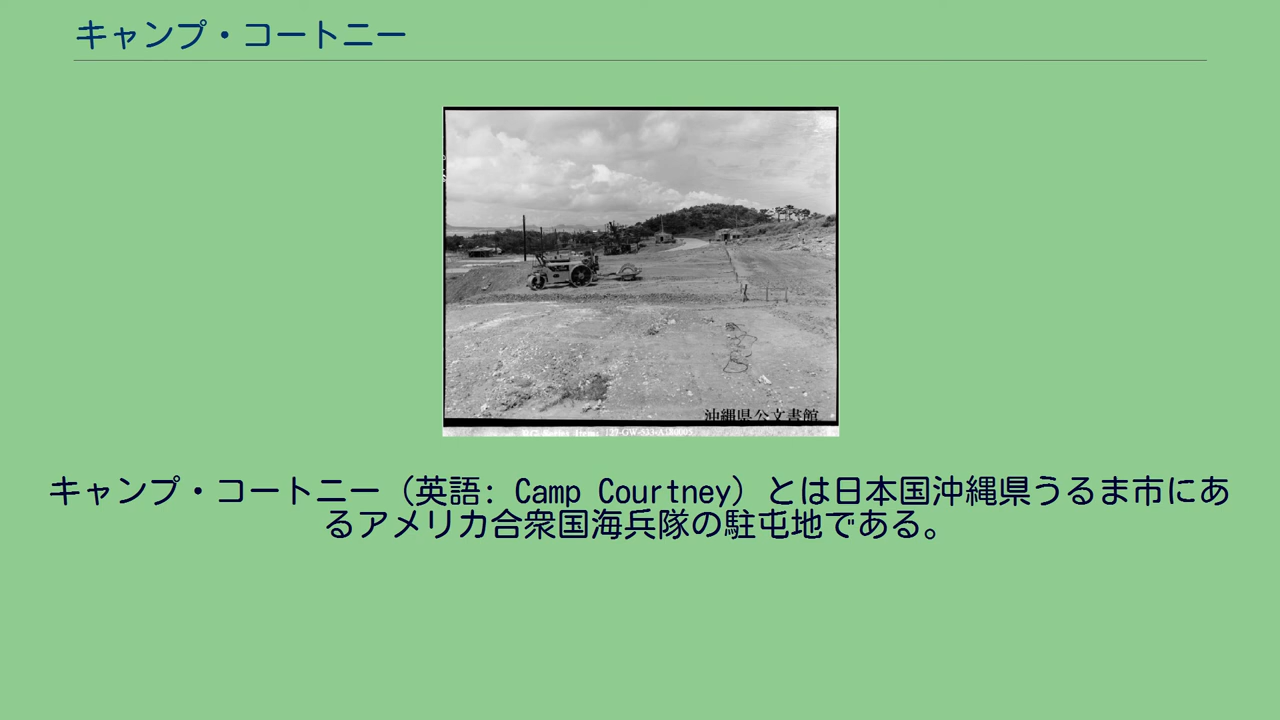 キャンプ・コートニー
沖縄県公文書館
キャンプ・コートニー（英語: Camp Courtney）とは日本国沖縄県うるま市にあ
るアメリカ合衆国海兵隊の駐屯地である。